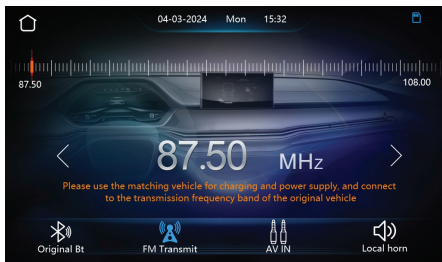 04-03-2024 Mon 15:32
87.50 108.00
87.50 MHz
Please use the matching vehicle for charging and power supply, and connect
to the transmission frequency band of the original vehicle
Original Bt FM Transmit AV IN Local horn